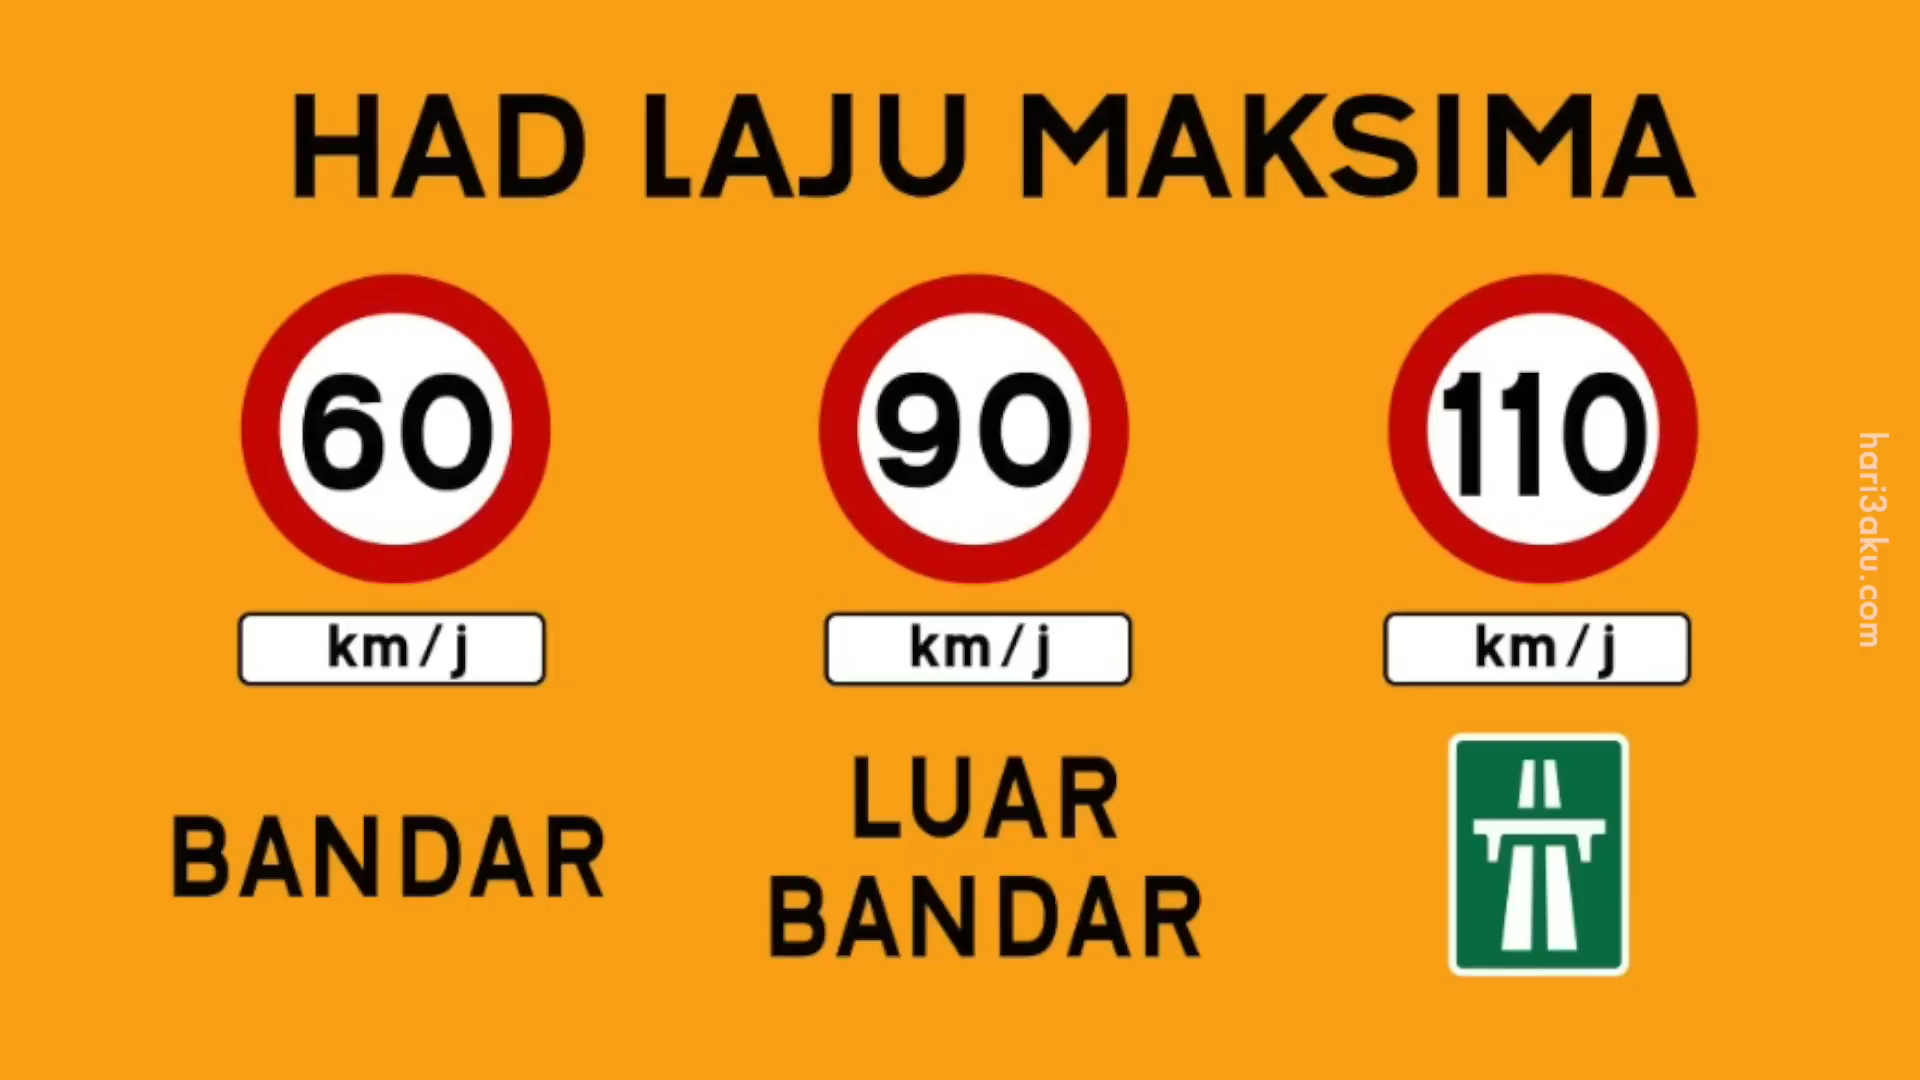 HAD LAJU MAKSIMA
60 90 110
km/j km/j km/j
BANDAR
LUAR
BANDAR
hari3aku.com